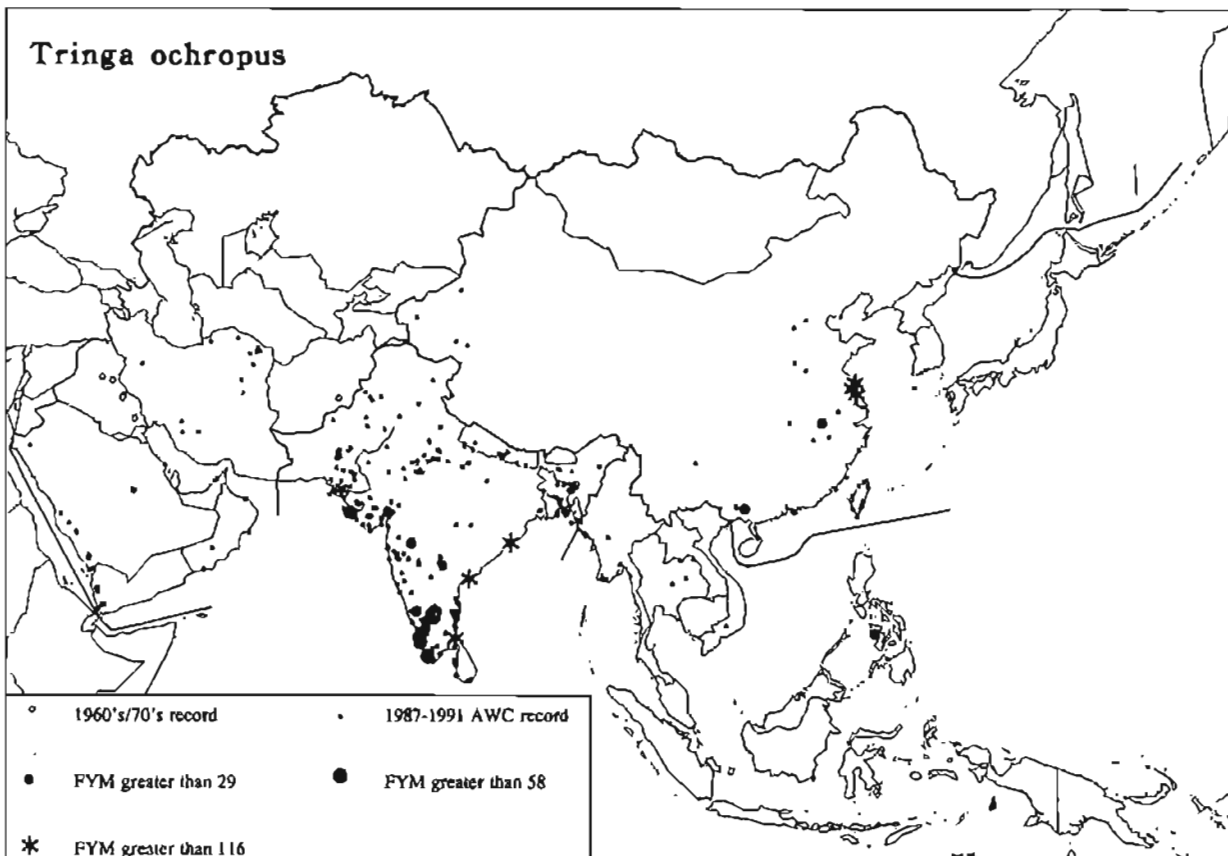 Tringa ochropus
1960's/70's record
1987-1991 AWC record
FYM greater than 29
FYM greater than 58
FYM greater than 116